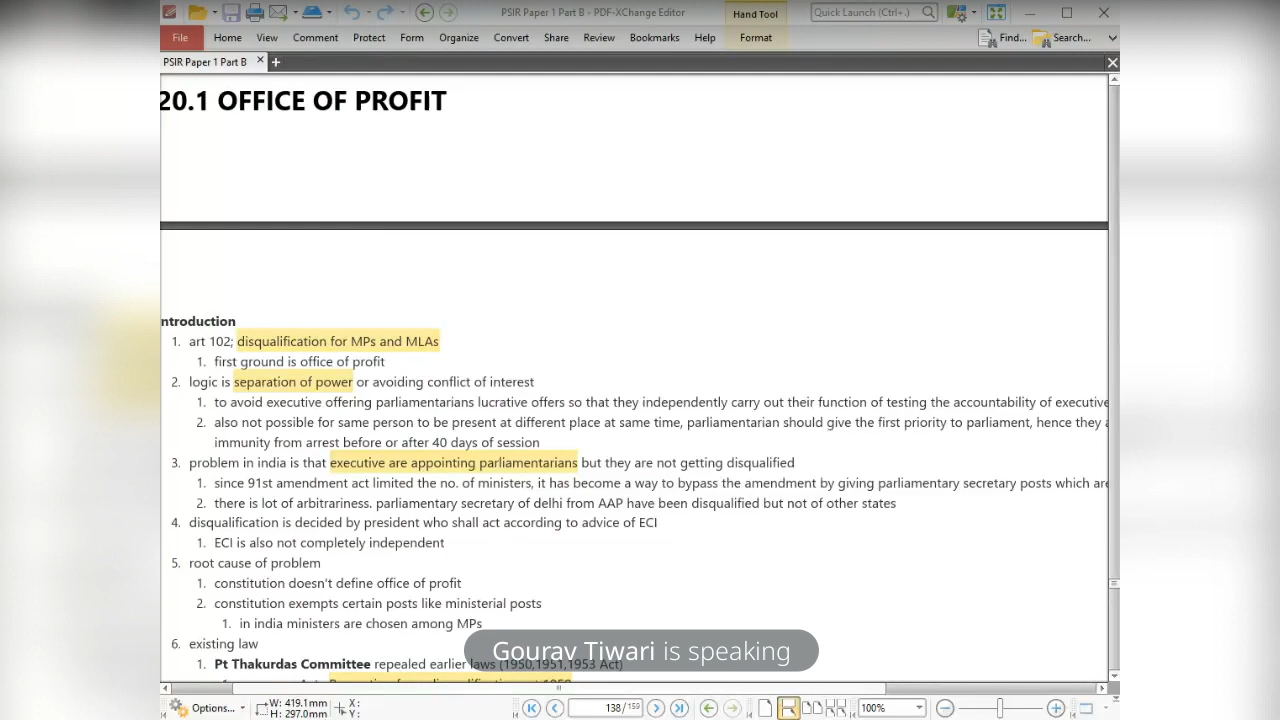 PSIR Paper 1 Part B - PDF-XChange Editor
Hand Tool
Quick Launch (Ctrl+.)
File Home View Comment Protect Form Organize Convert Share Review Bookmarks Help Format Find... Search...
PSIR Paper 1 Part B
20.1 OFFICE OF PROFIT
ntroduction
1. art 102; disqualification for MPs and MLAs
1. first ground is office of profit
2. logic is separation of power or avoiding conflict of interest
1. to avoid executive offering parliamentarians lucrative offers so that they independently carry out their function of testing the accountability of executive
2. also not possible for same person to be present at different place at same time, parliamentarian should give the first priority to parliament, hence they
immunity from arrest before or after 40 days of session
3. problem in india is that executive are appointing parliamentarians but they are not getting disqualified
1. since 91st amendment act limited the no. of ministers, it has become a way to bypass the amendment by giving parliamentary secretary posts which are
2. there is lot of arbitrariness. parliamentary secretary of delhi from AAP have been disqualified but not of other states
4. disqualification is decided by president who shall act according to advice of ECI
1. ECI is also not completely independent
5. root cause of problem
1. constitution doesn't define office of profit
2. constitution exempts certain posts like ministerial posts
1. in india ministers are chosen among MPs
6. existing law
Gourav Tiwari is speaking
1. Pt Thakurdas Committee repealed earlier laws (1950,1951,1953 Act)
Options...
W: 419.1mm
H: 297.0mm
X:
Y:
138/159
100%